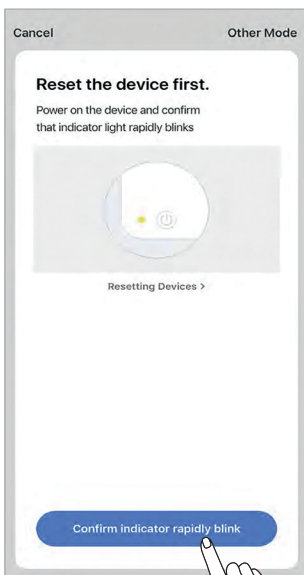 Cancel Other Mode
Reset the device first.
Power on the device and confirm
that indicator light rapidly blinks
Resetting Devices >
Confirm indicator rapidly blink